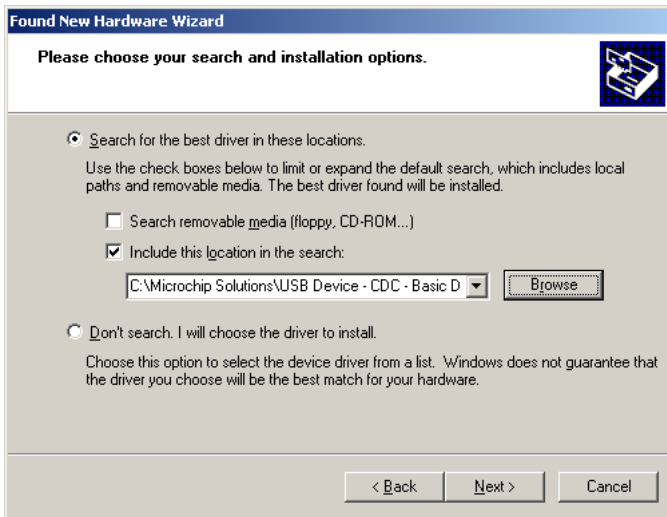 Found New Hardware Wizard
Please choose your search and installation options.
Search for the best driver in these locations.
Use the check boxes below to limit or expand the default search, which includes local
paths and removable media. The best driver found will be installed.
Search removable media (floppy, CD-ROM...)
Include this location in the search:
C:\Microchip Solutions\USB Device - CDC - Basic D
Browse
Don't search. I will choose the driver to install.
Choose this option to select the device driver from a list. Windows does not guarantee that
the driver you choose will be the best match for your hardware.
< Back
Next >
Cancel